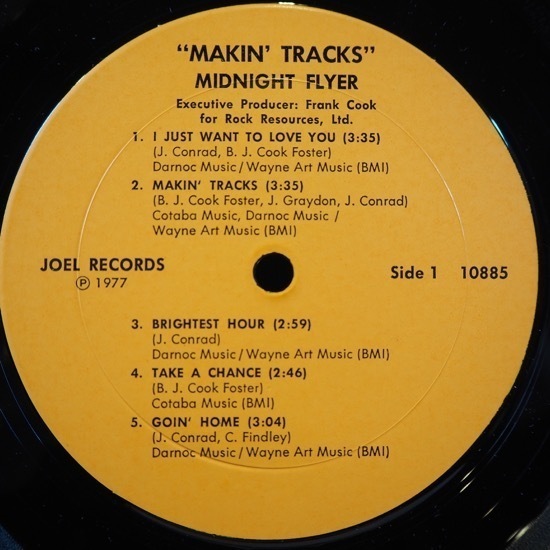 “MAKIN’ TRACKS”
MIDNIGHT FLYER
Executive Producer: Frank Cook
for Rock Resources, Ltd.
1. I JUST WANT TO LOVE YOU (3:35)
(J. Conrad, B. J. Cook Foster)
Darnoc Music/Wayne Art Music (BMI)
2. MAKIN’ TRACKS (3:35)
(B. J. Cook Foster, J. Graydon, J. Conrad)
Cotaba Music, Darnoc Music /
Wayne Art Music (BMI)
JOEL RECORDS
℗ 1977
Side 1 10885
3. BRIGHTEST HOUR (2:59)
(J. Conrad)
Darnoc Music/Wayne Art Music (BMI)
4. TAKE A CHANCE (2:46)
(B. J. Cook Foster)
Cotaba Music (BMI)
5. GOIN’ HOME (3:04)
(J. Conrad, C. Findley)
Darnoc Music/Wayne Art Music (BMI)